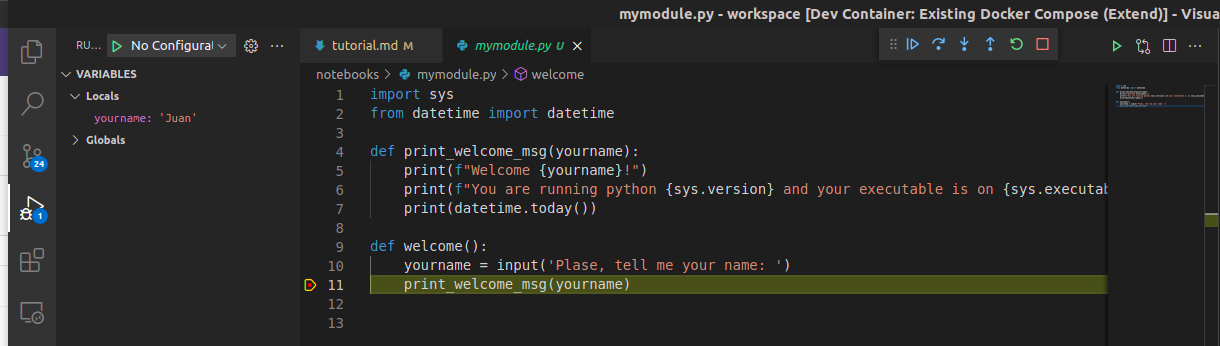 mymodule.py - workspace [Dev Container: Existing Docker Compose (Extend)] - Visua
RU... No Configural
tutorial.md M
mymodule.py U
VARIABLES
Locals
yourname: 'Juan'
Globals
24
1
notebooks > mymodule.py > welcome
1 import sys
2 from datetime import datetime
3
4 def print_welcome_msg(yourname):
5 print(f"Welcome {yourname}!")
6 print(f"You are running python {sys.version} and your executable is on {sys.executab
7 print(datetime.today())
8
9 def welcome():
10 yourname = input('Plase, tell me your name: ')
11 print_welcome_msg(yourname)
12
13